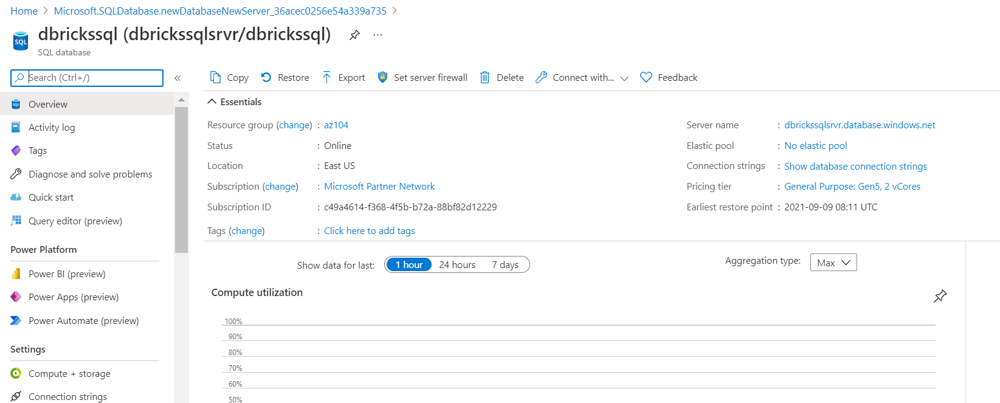 Home > Microsoft.SQLDatabase.newDatabaseNewServer_36acec0256e54a339a735 >
SQL
dbrickssql (dbrickssqlsrvr/dbrickssql) ...
SQL database
Search (Ctrl+/) «
Overview
Activity log
Tags
Diagnose and solve problems
Quick start
Query editor (preview)
Power Platform
Power BI (preview)
Power Apps (preview)
Power Automate (preview)
Settings
Compute + storage
Connection strings
Copy Restore Export Set server firewall Delete Connect with... Feedback
Essentials
Resource group (change) : az104
Status : Online
Location : East US
Subscription (change) : Microsoft Partner Network
Subscription ID : c49a4614-f368-4f5b-b72a-88bf82d12229
Tags (change) : Click here to add tags
Server name : dbrickssqlsrvr.database.windows.net
Elastic pool : No elastic pool
Connection strings : Show database connection strings
Pricing tier : General Purpose: Gen5, 2 vCores
Earliest restore point : 2021-09-09 08:11 UTC
Show data for last: 1 hour 24 hours 7 days
Aggregation type: Max
Compute utilization
100%
90%
80%
70%
60%
50%